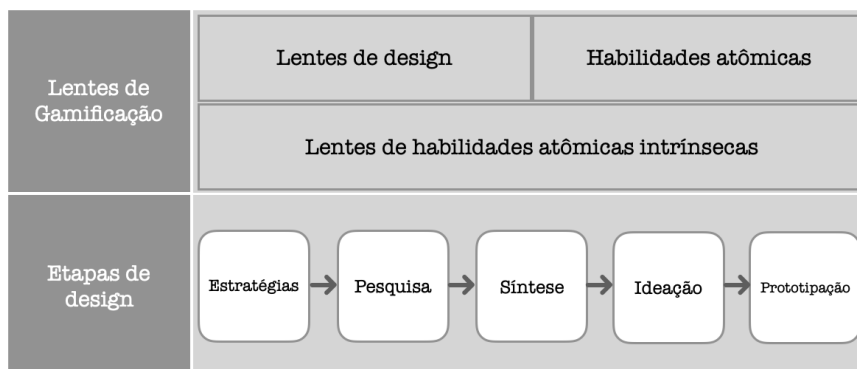 Lentes de
Gamificação
Lentes de design
Habilidades atômicas
Lentes de habilidades atômicas intrínsecas
Etapas de
design
Estratégias
Pesquisa
Síntese
Ideação
Prototipação